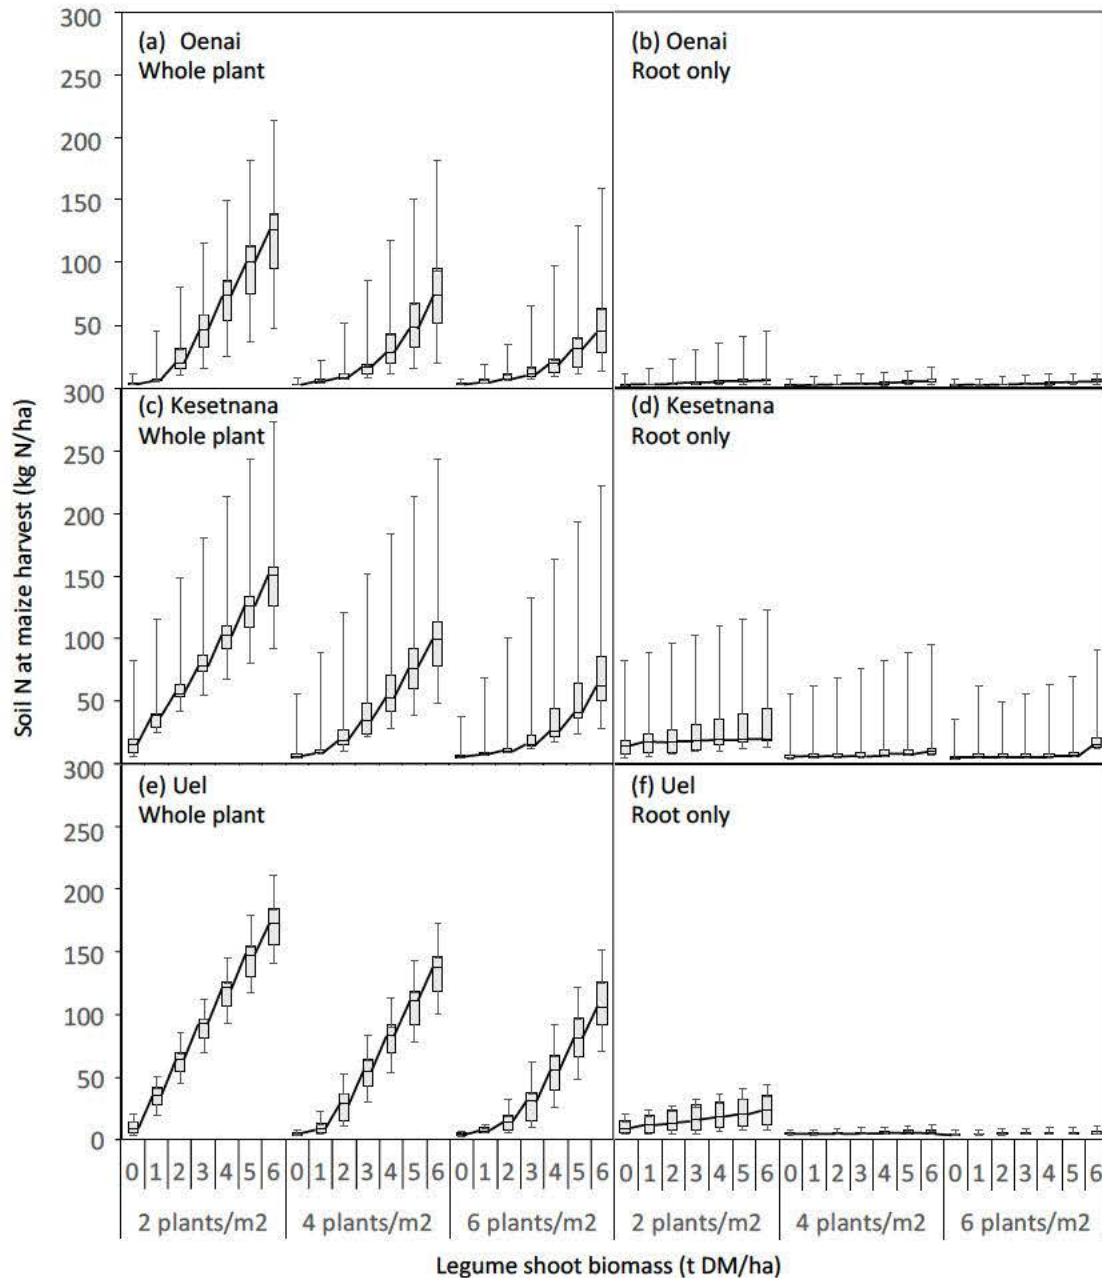 300
250
200
150
100
50
(a) Oenai
Whole plant
(b) Oenai
Root only
300
250
200
150
100
50
(c) Kesetnana
Whole plant
(d) Kesetnana
Root only
300
250
200
150
100
50
0
(e) Uel
Whole plant
(f) Uel
Root only
Soil N at maize harvest (kg N/ha)
0 1 2 3 4 5 6 0 1 2 3 4 5 6 0 1 2 3 4 5 6 0 1 2 3 4 5 6 0 1 2 3 4 5 6 0 1 2 3 4 5 6
2 plants/m2 4 plants/m2 6 plants/m2 2 plants/m2 4 plants/m2 6 plants/m2
Legume shoot biomass (t DM/ha)